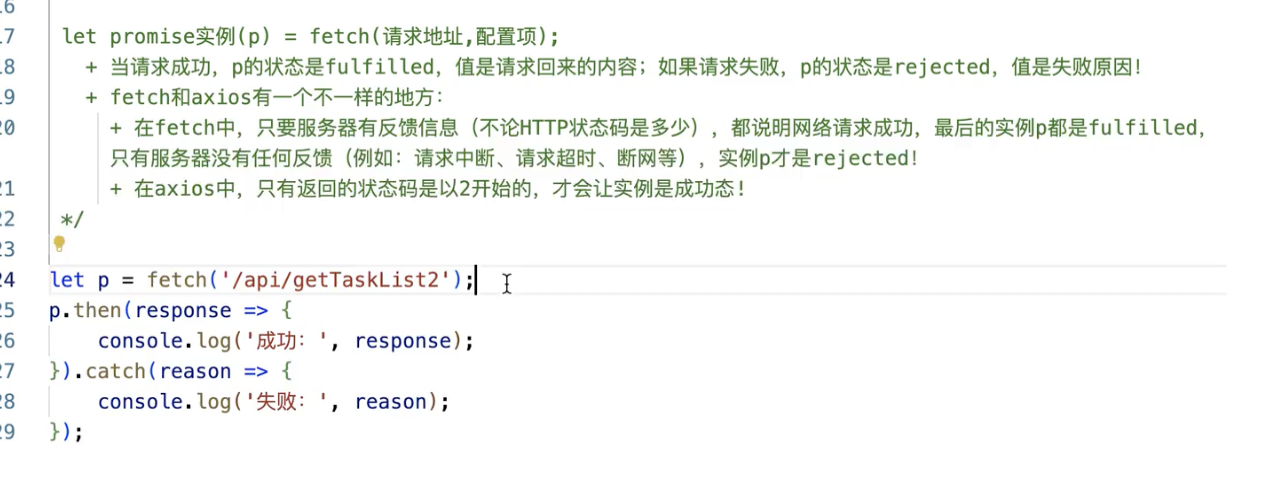 16
17 let promise实例(p) = fetch(请求地址,配置项);
18 + 当请求成功，p的状态是fulfilled，值是请求回来的内容；如果请求失败，p的状态是rejected，值是失败原因！
19 + fetch和axios有一个不一样的地方：
20 + 在fetch中，只要服务器有反馈信息（不论HTTP状态码是多少），都说明网络请求成功，最后的实例p都是fulfilled，
只有服务器没有任何反馈（例如：请求中断、请求超时、断网等），实例p才是rejected！
21 + 在axios中，只有返回的状态码是以2开始的，才会让实例是成功态！
22 */
23
24 let p = fetch('/api/getTaskList2');
25 p.then(response => {
26 console.log('成功：', response);
27 }).catch(reason => {
28 console.log('失败：', reason);
29 });